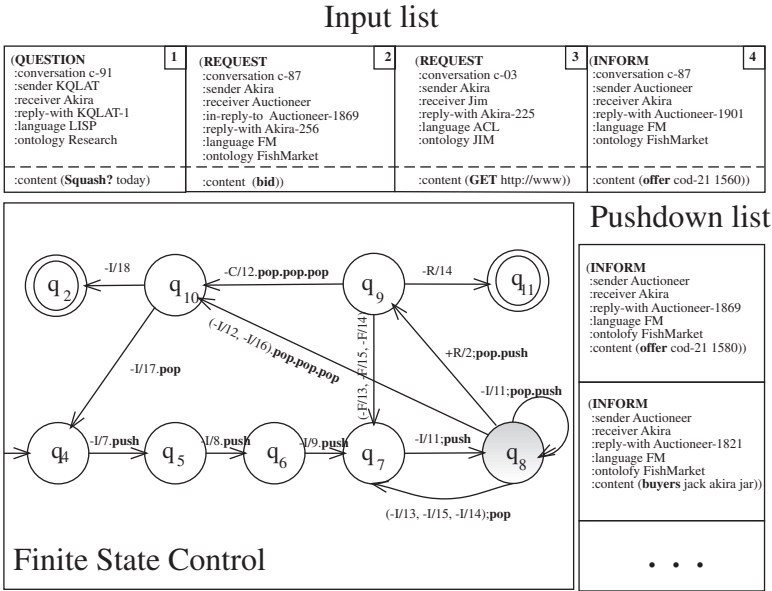 Input list
(QUESTION
:conversation c-91
:sender KQLAT
:receiver Akira
:reply-with KQLAT-1
:language LISP
:ontology Research
:content (Squash? today)
1
(REQUEST
:conversation c-87
:sender Akira
:receiver Auctioneer
:in-reply-to Auctioneer-1869
:reply-with Akira-256
:language FM
:ontology FishMarket
:content (bid))
2
(REQUEST
:conversation c-03
:sender Akira
:receiver Jim
:reply-with Akira-225
:language ACL
:ontology JIM
:content (GET http://www))
3
(INFORM
:conversation c-87
:sender Auctioneer
:receiver Akira
:reply-with Auctioneer-1901
:language FM
:ontology FishMarket
:content (offer cod-21 1560))
4
q2
-I/18
q10
-C/12.pop.pop.pop
q9
-R/14
q11
(-I/12, -I/16).pop.pop.pop
(-F/13, -F/15, -F/14)
+R/2;pop.push
-I/17.pop
-I/11;pop.push
q4
-I/7.push
q5
-I/8.push
q6
-I/9.push
q7
-I/11;push
q8
(-I/13, -I/15, -I/14);pop
Finite State Control
Pushdown list
(INFORM
:sender Auctioneer
:receiver Akira
:reply-with Auctioneer-1869
:language FM
:ontolofy FishMarket
:content (offer cod-21 1580))
(INFORM
:sender Auctioneer
:receiver Akira
:reply-with Auctioneer-1821
:language FM
:ontolofy FishMarket
:content (buyers jack akira jar))
. . .